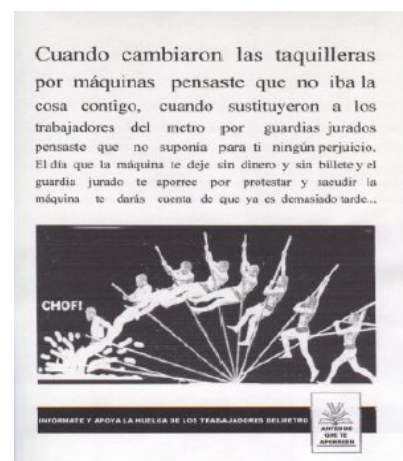 Cuando cambiaron las taquilleras
por máquinas pensaste que no iba la
cosa contigo, cuando sustituyeron a los
trabajadores del metro por guardias jurados
pensaste que no suponía para ti ningún perjuicio.
El día que la máquina te deje sin dinero y sin billete y el
guardia jurado te aporree por protestar y sacudir la
máquina te darás cuenta de que ya es demasiado tarde...
CHOF!
INFÓRMATE Y APOYA LA HUELGA DE LOS TRABAJADORES DEL METRO
ANTES DE
QUE TE
APORREEN